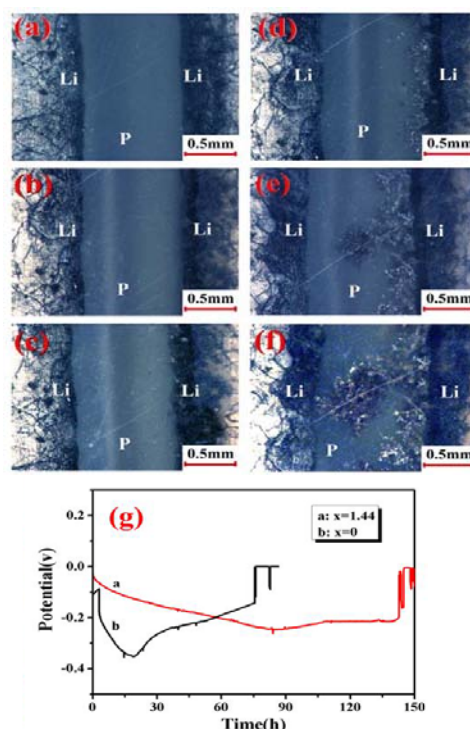 (a)
Li
Li
P
0.5mm
(d)
Li
Li
P
0.5mm
(b)
Li
Li
P
0.5mm
(e)
Li
Li
P
0.5mm
(c)
Li
Li
P
0.5mm
(f)
Li
Li
P
0.5mm
(g)
a: x=1.44
b: x=0
a
b
0.2
0.0
-0.2
-0.4
Potential(v)
0
30
60
90
120
150
Time(h)